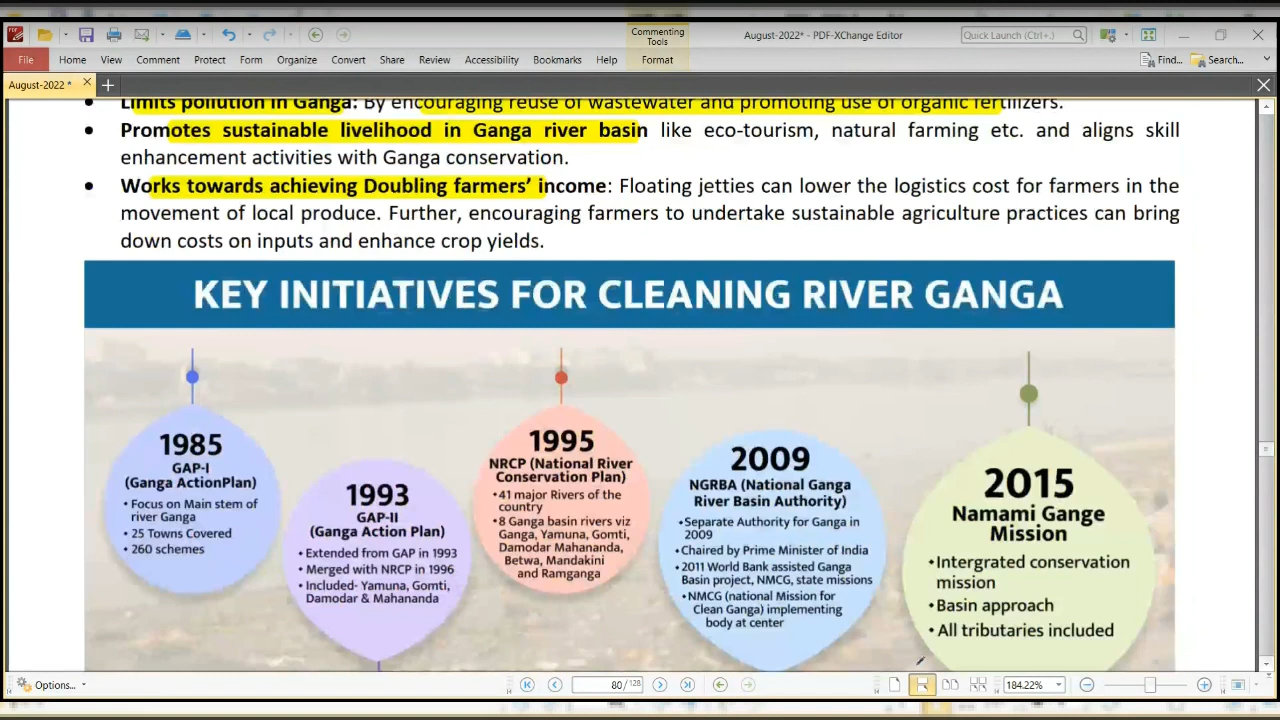 Commenting
Tools
August-2022* - PDF-XChange Editor
Quick Launch (Ctrl+.)
File
Home
View
Comment
Protect
Form
Organize
Convert
Share
Review
Accessibility
Bookmarks
Help
Format
Find...
Search...
August-2022 *
• Limits pollution in Ganga: By encouraging reuse of wastewater and promoting use of organic fertilizers.
• Promotes sustainable livelihood in Ganga river basin like eco-tourism, natural farming etc. and aligns skill
enhancement activities with Ganga conservation.
• Works towards achieving Doubling farmers’ income: Floating jetties can lower the logistics cost for farmers in the
movement of local produce. Further, encouraging farmers to undertake sustainable agriculture practices can bring
down costs on inputs and enhance crop yields.
KEY INITIATIVES FOR CLEANING RIVER GANGA
1985
GAP-I
(Ganga ActionPlan)
• Focus on Main stem of
river Ganga
• 25 Towns Covered
• 260 schemes
1993
GAP-II
(Ganga Action Plan)
• Extended from GAP in 1993
• Merged with NRCP in 1996
• Included- Yamuna, Gomti,
Damodar & Mahananda
1995
NRCP (National River
Conservation Plan)
• 41 major Rivers of the
country
• 8 Ganga basin rivers viz
Ganga, Yamuna, Gomti,
Damodar Mahananda,
Betwa, Mandakini
and Ramganga
2009
NGRBA (National Ganga
River Basin Authority)
• Separate Authority for Ganga in
2009
• Chaired by Prime Minister of India
• 2011 World Bank assisted Ganga
Basin project, NMCG, state missions
• NMCG (national Mission for
Clean Ganga) implementing
body at center
2015
Namami Gange
Mission
• Intergrated conservation
mission
• Basin approach
• All tributaries included
Options...
80 / 128
184.22%